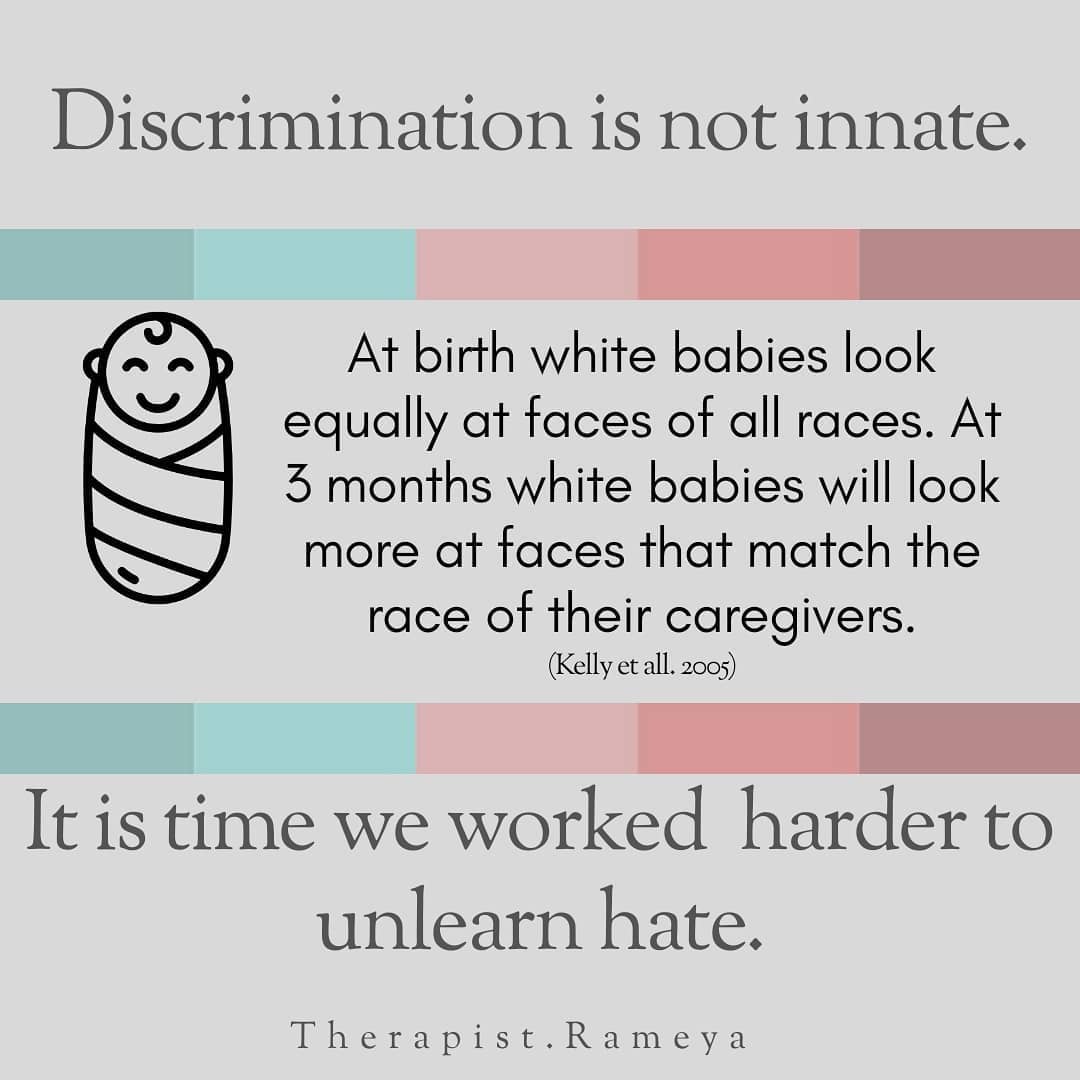 Discrimination is not innate.
At birth white babies look
equally at faces of all races. At
3 months white babies will look
more at faces that match the
race of their caregivers.
(Kelly et all. 2005)
It is time we worked harder to
unlearn hate.
Therapist.Rameya